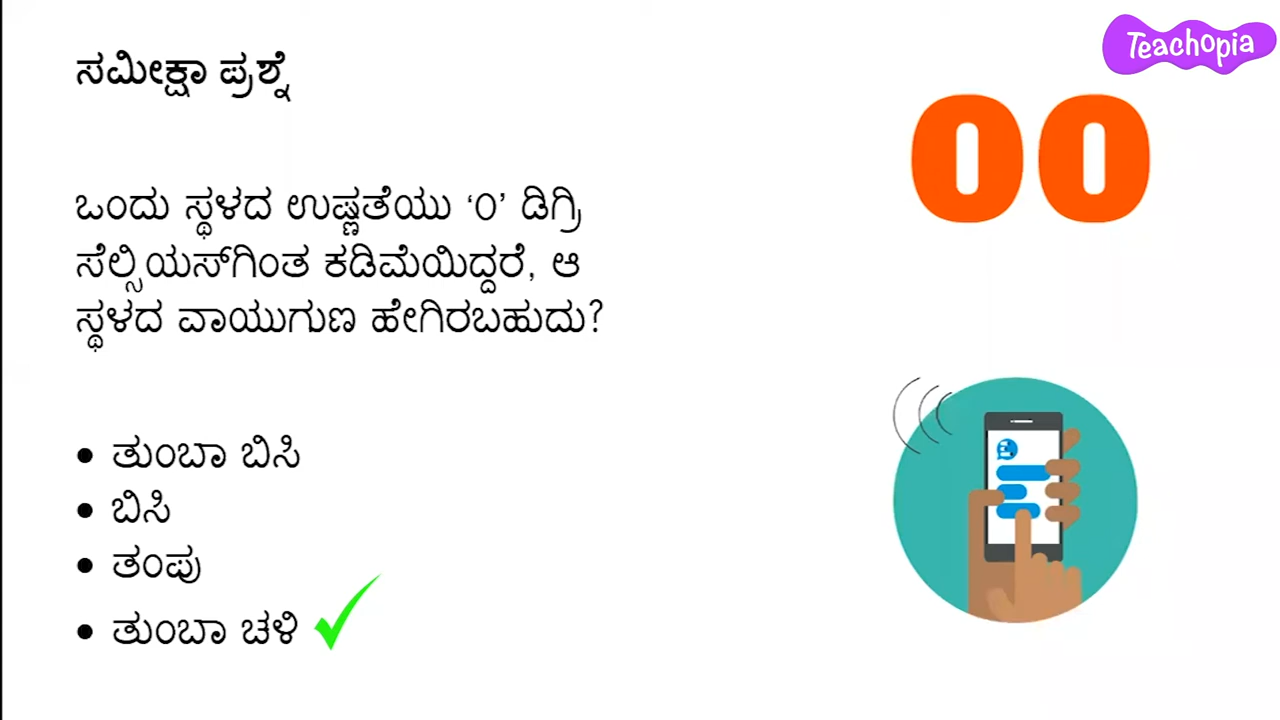 Teachopia
ಸಮೀಕ್ಷಾ ಪ್ರಶ್ನೆ
00
ಒಂದು ಸ್ಥಳದ ಉಷ್ಣತೆಯು ‘0’ ಡಿಗ್ರಿ
ಸೆಲ್ಸಿಯಸ್‌ಗಿಂತ ಕಡಿಮೆಯಿದ್ದರೆ, ಆ
ಸ್ಥಳದ ವಾಯುಗುಣ ಹೇಗಿರಬಹುದು?
• ತುಂಬಾ ಬಿಸಿ
• ಬಿಸಿ
• ತಂಪು
• ತುಂಬಾ ಚಳಿ